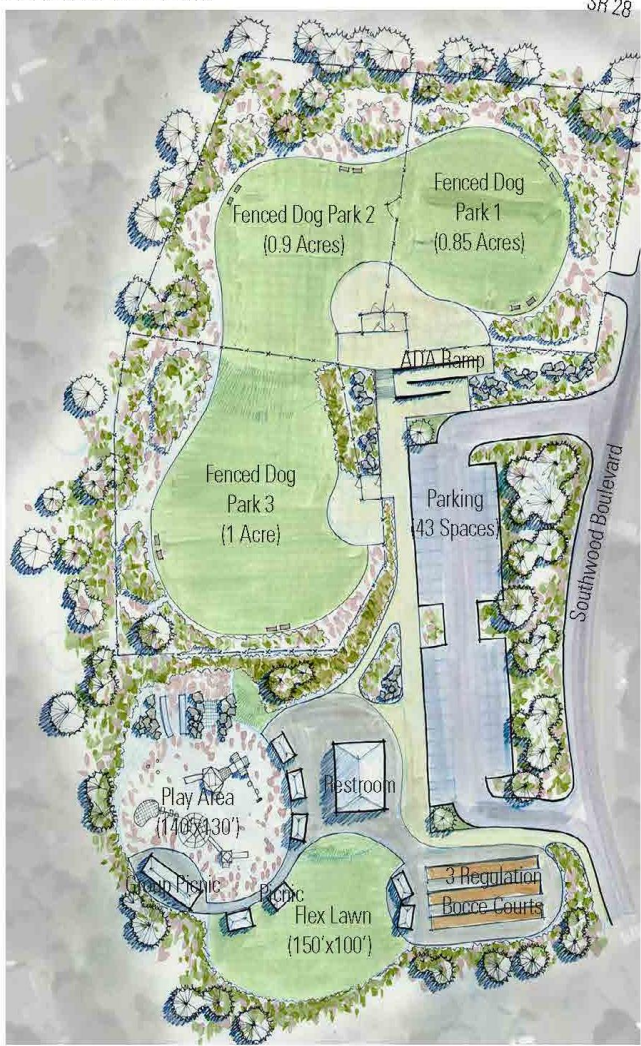 SR 28
Fenced Dog
Park 1
(0.85 Acres)
Fenced Dog Park 2
(0.9 Acres)
ADA Ramp
Fenced Dog
Park 3
(1 Acre)
Parking
(43 Spaces)
Southwood Boulevard
Restroom
Play Area
(140'x130')
Group Picnic
Picnic
3 Regulation
Bocce Courts
Flex Lawn
(150'x100')